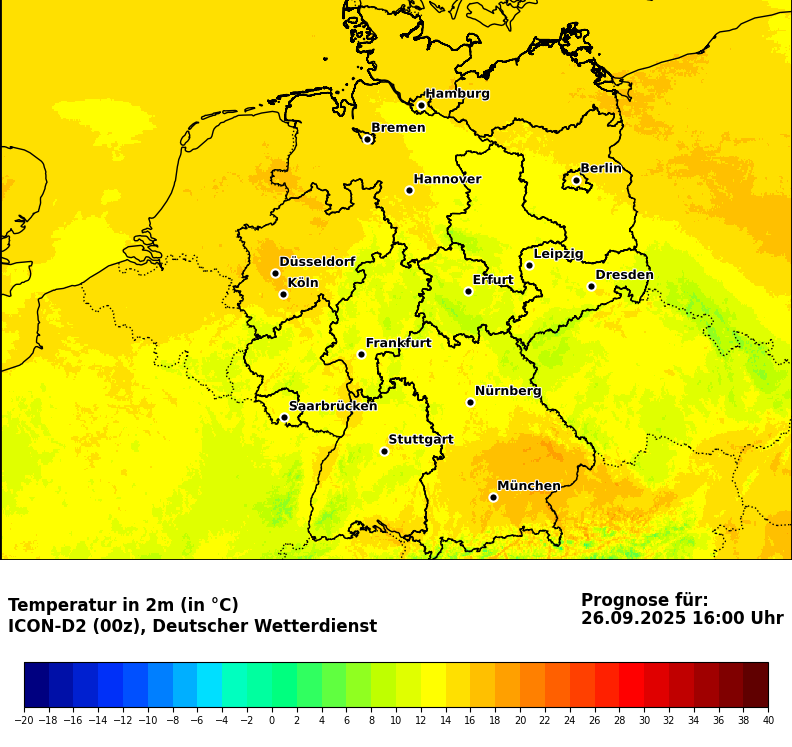 Hamburg
Bremen
Berlin
Hannover
Leipzig
Düsseldorf
Dresden
Erfurt
Köln
Frankfurt
Nürnberg
Saarbrücken
Stuttgart
München
Temperatur in 2m (in °C)
ICON-D2 (00z), Deutscher Wetterdienst
Prognose für:
26.09.2025 16:00 Uhr
−20 −18 −16 −14 −12 −10 −8 −6 −4 −2 0 2 4 6 8 10 12 14 16 18 20 22 24 26 28 30 32 34 36 38 40